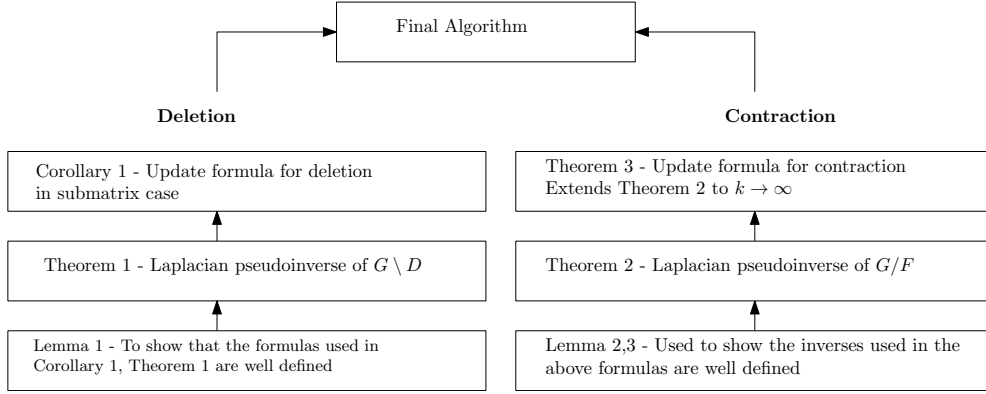 Final Algorithm
Deletion
Corollary 1 - Update formula for deletion
in submatrix case
Theorem 1 - Laplacian pseudoinverse of G \ D
Lemma 1 - To show that the formulas used in
Corollary 1, Theorem 1 are well defined
Contraction
Theorem 3 - Update formula for contraction
Extends Theorem 2 to k → ∞
Theorem 2 - Laplacian pseudoinverse of G/F
Lemma 2,3 - Used to show the inverses used in the
above formulas are well defined